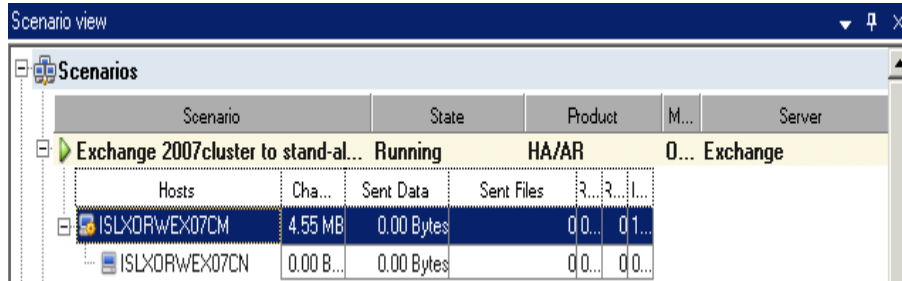 Scenario view
Scenarios
Scenario State Product M... Server
Exchange 2007cluster to stand-al... Running HA/AR O... Exchange
Hosts Cha... Sent Data Sent Files R... R... I...
ISLXORWEX07CM 4.55 MB 0.00 Bytes 0 0... 0 1...
ISLXORWEX07CN 0.00 B... 0.00 Bytes 0 0... 0 0...